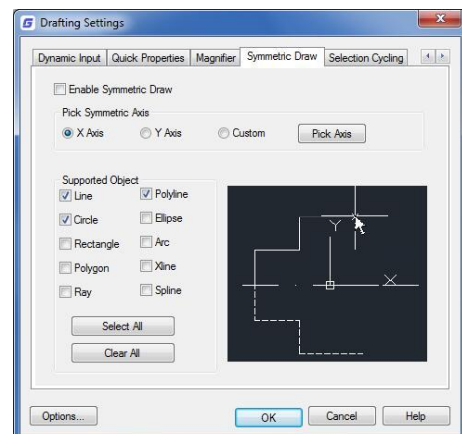 Drafting Settings
Dynamic Input Quick Properties Magnifier Symmetric Draw Selection Cycling
Enable Symmetric Draw
Pick Symmetric Axis
X Axis Y Axis Custom Pick Axis
Supported Object
Line Polyline
Circle Ellipse
Rectangle Arc
Polygon Xline
Ray Spline
Select All
Clear All
Y
X
Options... OK Cancel Help